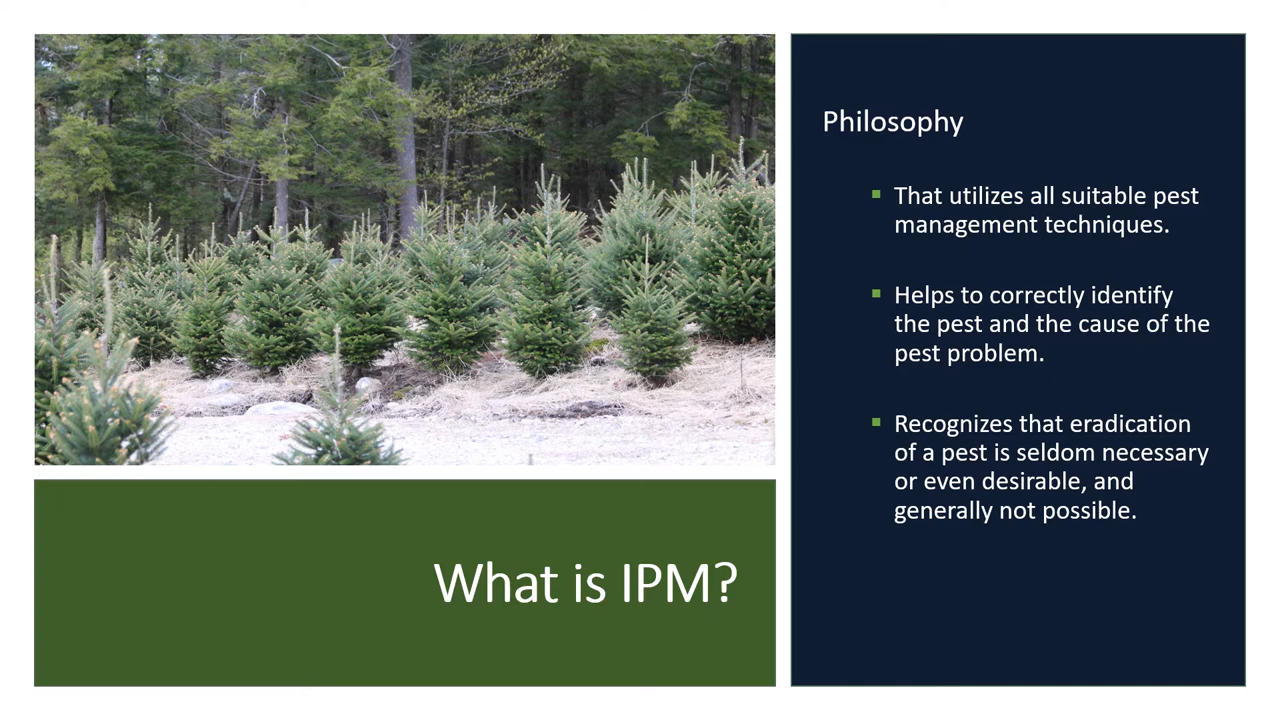 Philosophy
That utilizes all suitable pest
management techniques.
Helps to correctly identify
the pest and the cause of the
pest problem.
Recognizes that eradication
of a pest is seldom necessary
or even desirable, and
generally not possible.
What is IPM?